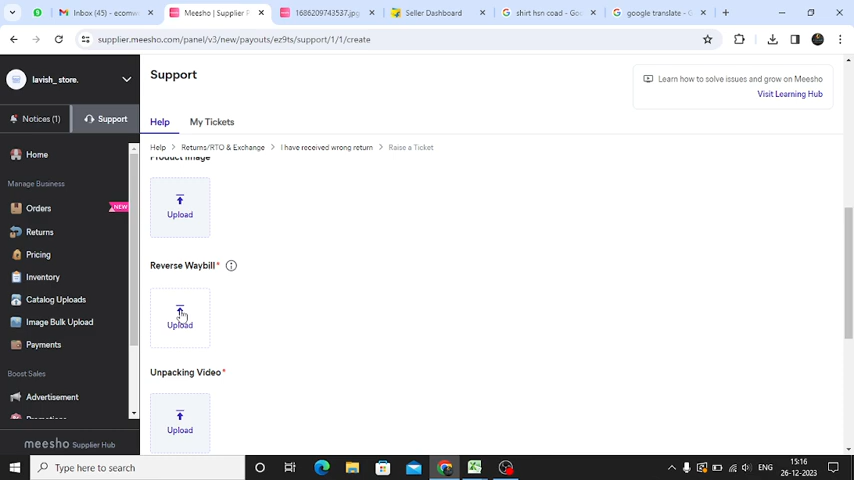 Inbox (45) - ecomw
Meesho | Supplier P
1686209743537.jpg
Seller Dashboard
shirt hsn coad - Goo
google translate - G
supplier.meesho.com/panel/v3/new/payouts/ez9ts/support/1/1/create
lavish_store.
Support
Learn how to solve issues and grow on Meesho
Visit Learning Hub
Notices (1)
Support
Help
My Tickets
Help > Returns/RTO & Exchange > I have received wrong return > Raise a Ticket
Home
Product Image
Manage Business
Orders
NEW
Upload
Returns
Pricing
Reverse Waybill*
Inventory
Catalog Uploads
Image Bulk Upload
Upload
Payments
Boost Sales
Unpacking Video*
Advertisement
Promotions
Upload
meesho Supplier Hub
Type here to search
ENG
15:16
26-12-2023